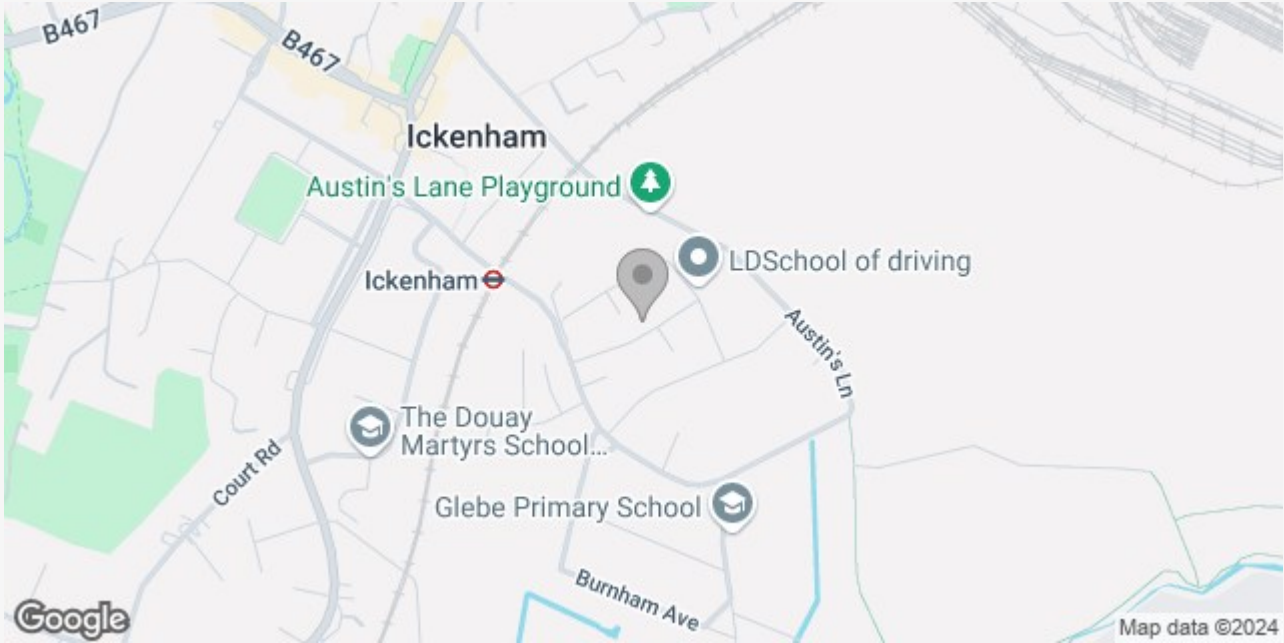 B467
B467
Ickenham
Austin's Lane Playground
LDSchool of driving
Ickenham
Austin's Ln
The Douay
Martyrs School...
Court Rd
Glebe Primary School
Burnham Ave
Google
Map data ©2024